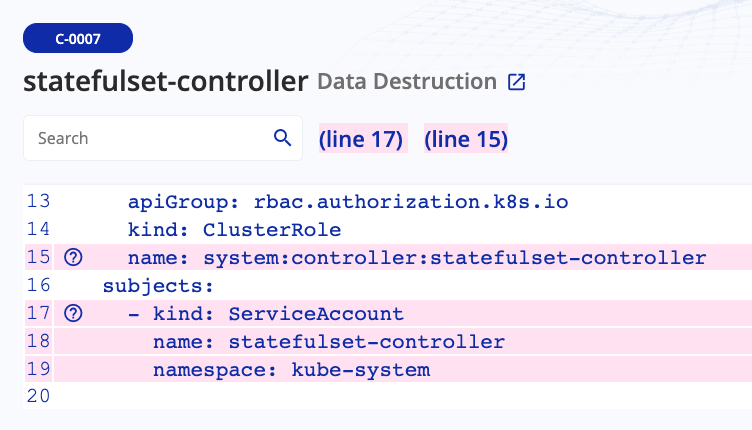 C-0007
statefulset-controller Data Destruction
Search (line 17) (line 15)
13 apiGroup: rbac.authorization.k8s.io
14 kind: ClusterRole
15 name: system:controller:statefulset-controller
16 subjects:
17 - kind: ServiceAccount
18 name: statefulset-controller
19 namespace: kube-system
20